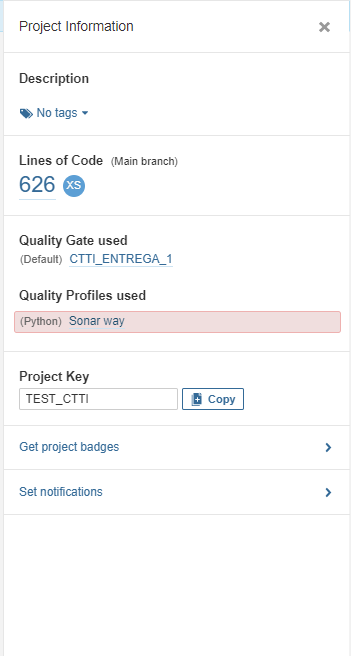 Project Information
Description
No tags
Lines of Code (Main branch)
626 XS
Quality Gate used
(Default) CTTI_ENTREGA_1
Quality Profiles used
(Python) Sonar way
Project Key
TEST_CTTI Copy
Get project badges
Set notifications